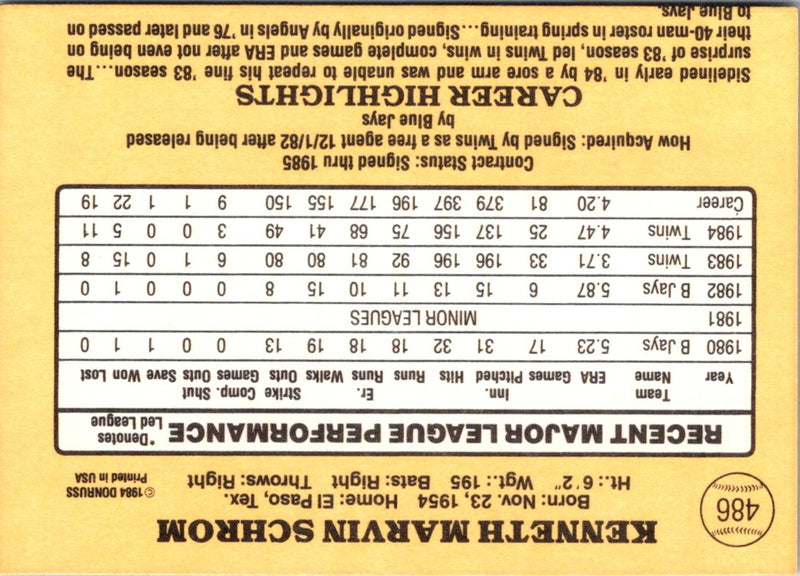 486
KENNETH MARVIN SCHROM
Born: Nov. 23, 1954 Home: El Paso, Tex.
Ht.: 6'2" Wgt.: 195 Bats: Right Throws: Right
© 1984 DONRUSS
Printed in USA
RECENT MAJOR LEAGUE PERFORMANCE *Denotes Led League
Year Team Name ERA Games Inn. Pitched Hits Runs Er. Runs Walks Strike Outs Comp. Games Shut Outs Save Won Lost
1980 B Jays 5.23 17 31 32 18 18 19 13 0 0 1 1 0
1981 MINOR LEAGUES
1982 B Jays 5.87 6 15 13 11 10 15 8 0 0 0 1 0
1983 Twins 3.71 33 196 196 92 81 80 80 6 1 0 15 8
1984 Twins 4.47 25 137 156 75 68 41 49 3 0 0 5 11
Career 4.20 81 379 397 196 177 155 150 9 1 1 22 19
Contract Status: Signed thru 1985
How Acquired: Signed by Twins as a free agent 12/1/82 after being released
by Blue Jays
CAREER HIGHLIGHTS
Sidelined early in '84 by a sore arm and was unable to repeat his fine '83 season...The
surprise of '83 season, led Twins in wins, complete games and ERA after not even being on
their 40-man roster in spring training...Signed originally by Angels in '76 and later passed on
to Blue Jays.